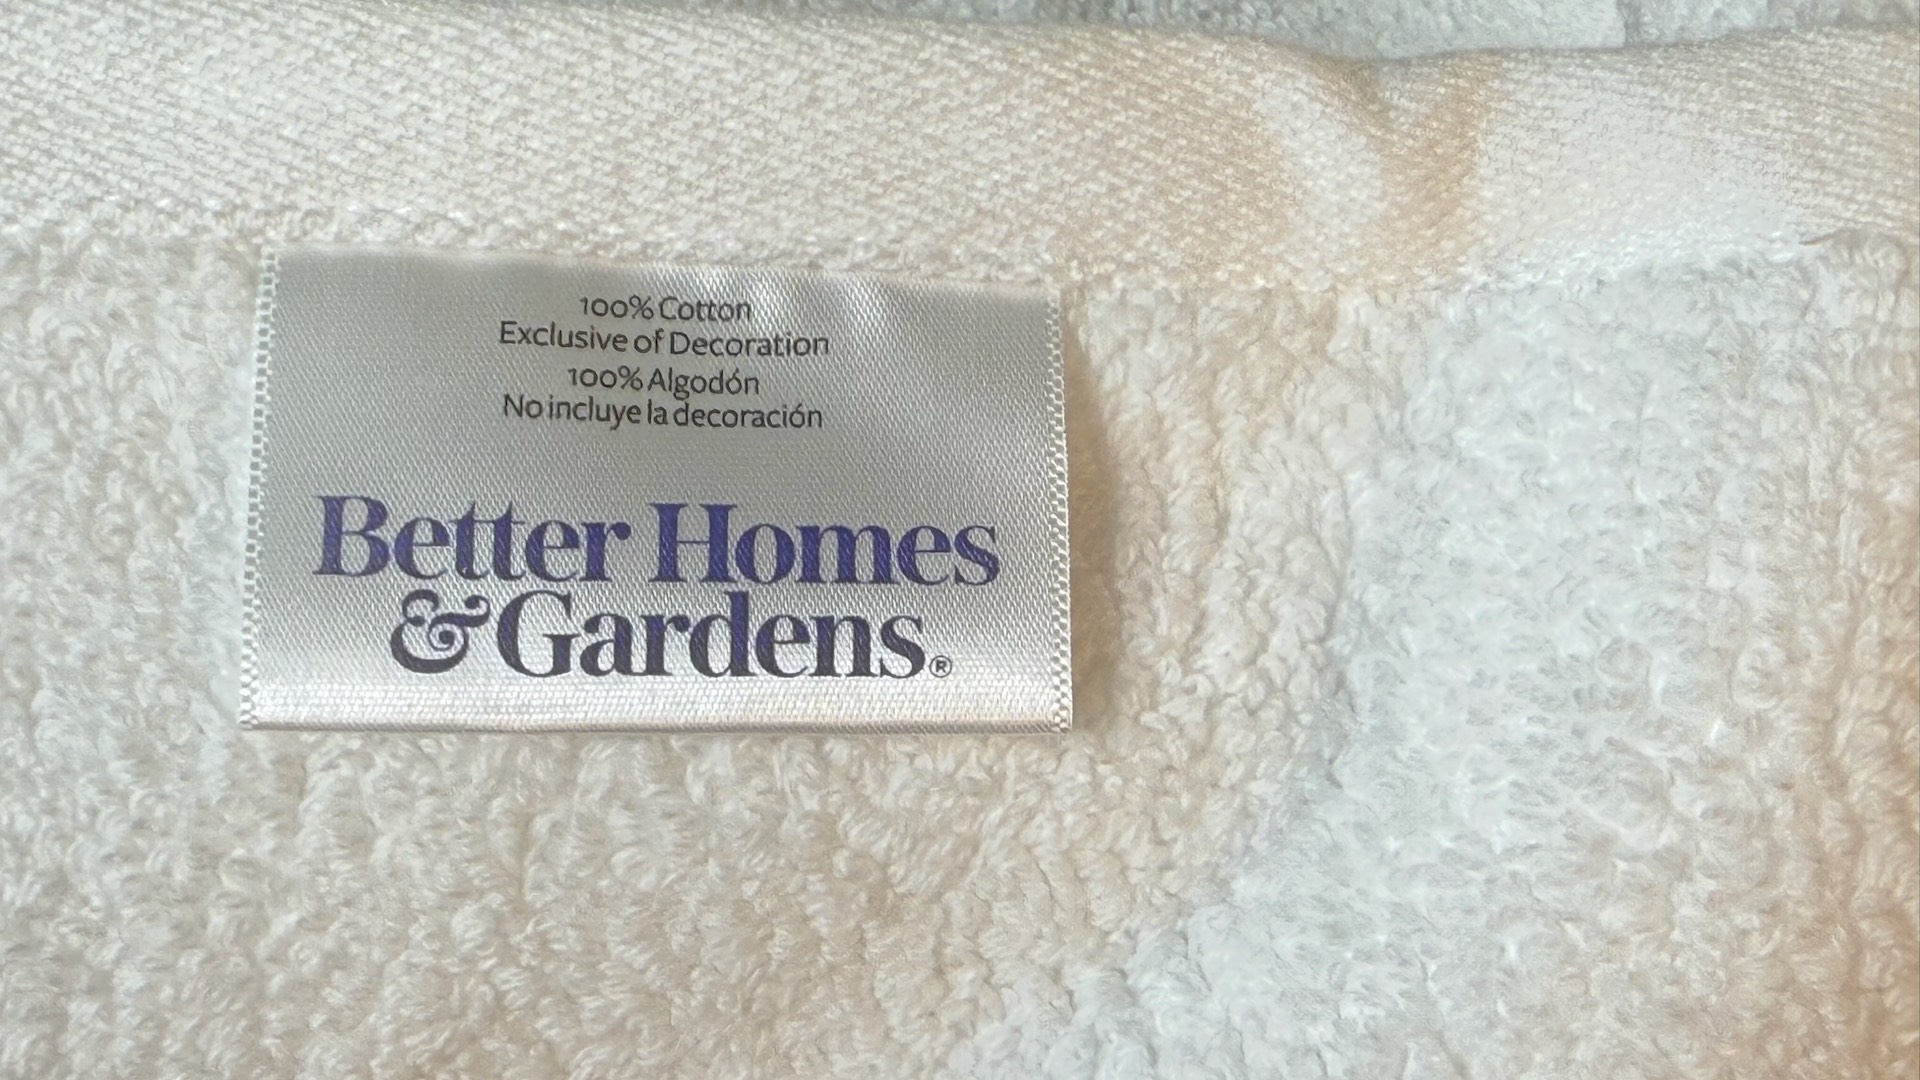 100% Cotton
Exclusive of Decoration
100% Algodón
No incluye la decoración
Better Homes
& Gardens®